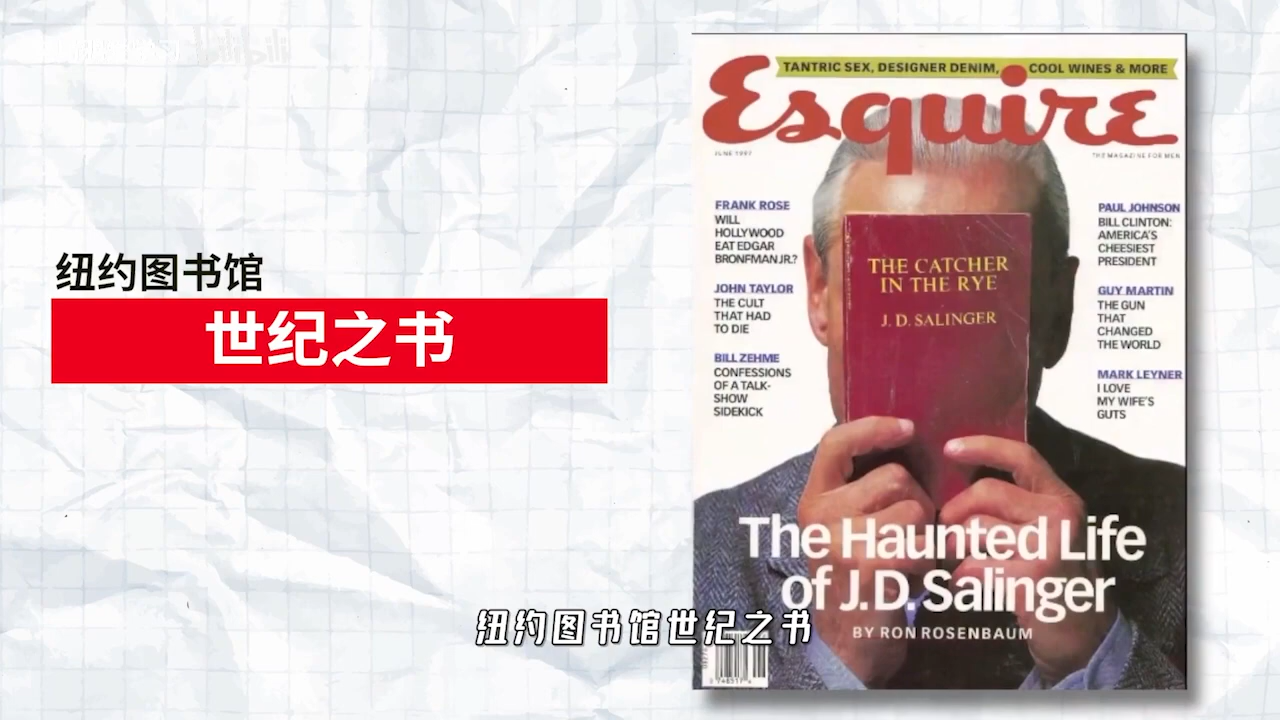 纽约图书馆
世纪之书
TANTRIC SEX, DESIGNER DENIM, COOL WINES & MORE
Esquire
JUNE 1997
THE MAGAZINE FOR MEN
FRANK ROSE
WILL
HOLLYWOOD
EAT EDGAR
BRONFMAN JR.?
JOHN TAYLOR
THE CULT
THAT HAD
TO DIE
BILL ZEHME
CONFESSIONS
OF A TALK-
SHOW
SIDEKICK
PAUL JOHNSON
BILL CLINTON:
AMERICA'S
CHEESIEST
PRESIDENT
GUY MARTIN
THE GUN
THAT
CHANGED
THE WORLD
MARK LEYNER
I LOVE
MY WIFE'S
GUTS
THE CATCHER
IN THE RYE
J. D. SALINGER
The Haunted Life
of J.D. Salinger
BY RON ROSENBAUM
纽约图书馆世纪之书